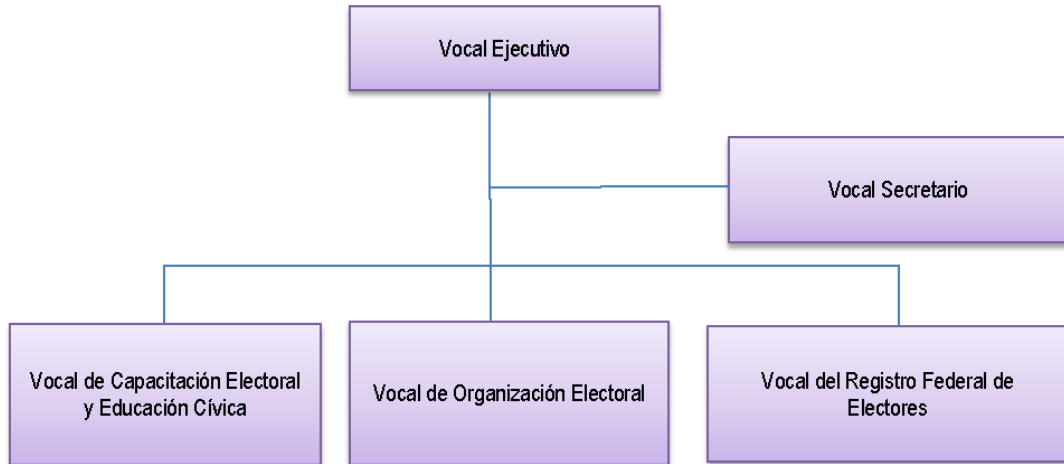 Vocal Ejecutivo
Vocal Secretario
Vocal de Capacitación Electoral
y Educación Cívica
Vocal de Organización Electoral
Vocal del Registro Federal de
Electores